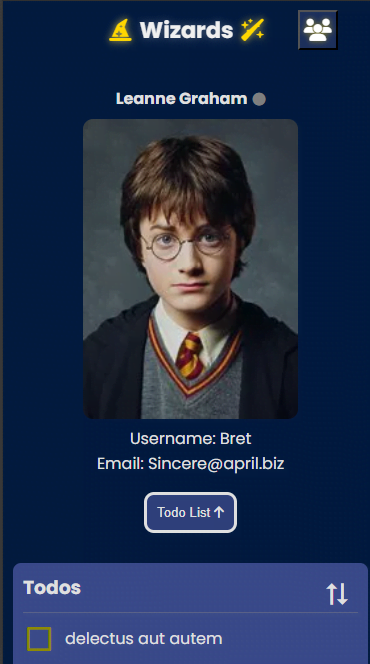 Wizards
Leanne Graham
Username: Bret
Email: Sincere@april.biz
Todo List
Todos
delectus aut autem